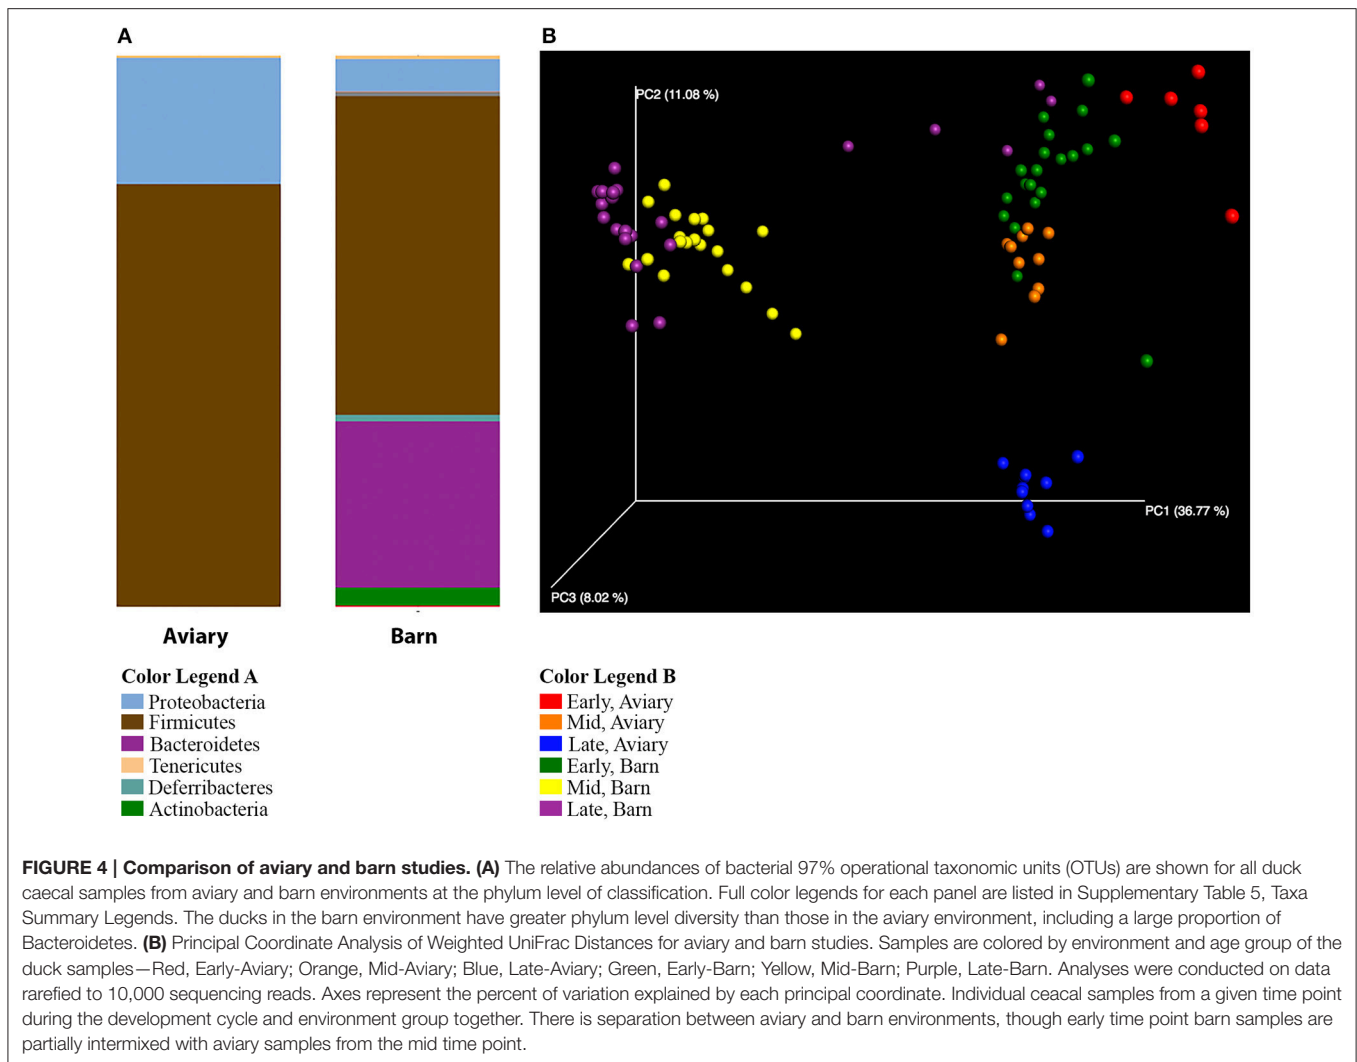 A
B
PC2 (11.08 %)
PC1 (36.77 %)
PC3 (8.02 %)
Aviary
Barn
Color Legend A
Proteobacteria
Firmicutes
Bacteroidetes
Tenericutes
Deferribacteres
Actinobacteria
Color Legend B
Early, Aviary
Mid, Aviary
Late, Aviary
Early, Barn
Mid, Barn
Late, Barn
FIGURE 4 | Comparison of aviary and barn studies. (A) The relative abundances of bacterial 97% operational taxonomic units (OTUs) are shown for all duck
caecal samples from aviary and barn environments at the phylum level of classification. Full color legends for each panel are listed in Supplementary Table 5, Taxa
Summary Legends. The ducks in the barn environment have greater phylum level diversity than those in the aviary environment, including a large proportion of
Bacteroidetes. (B) Principal Coordinate Analysis of Weighted UniFrac Distances for aviary and barn studies. Samples are colored by environment and age group of the
duck samples—Red, Early-Aviary; Orange, Mid-Aviary; Blue, Late-Aviary; Green, Early-Barn; Yellow, Mid-Barn; Purple, Late-Barn. Analyses were conducted on data
rarefied to 10,000 sequencing reads. Axes represent the percent of variation explained by each principal coordinate. Individual ceacal samples from a given time point
during the development cycle and environment group together. There is separation between aviary and barn environments, though early time point barn samples are
partially intermixed with aviary samples from the mid time point.